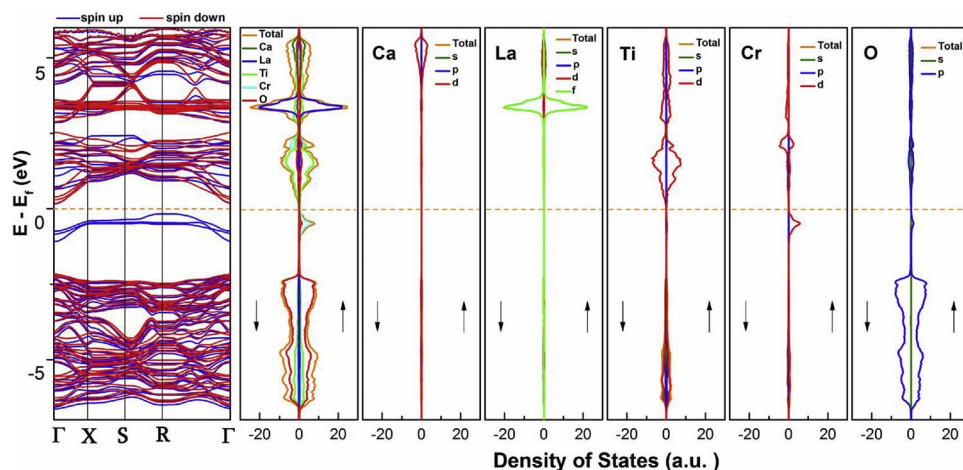 spin up spin down
E - E_f (eV)
5
0
-5
Γ X S R Γ
Total
Ca
La
Ti
Cr
O
-20 0 20
Ca
Total
s
p
d
-20 0 20
La
Total
s
p
d
f
-20 0 20
Ti
Total
s
p
d
-20 0 20
Cr
Total
s
p
d
-20 0 20
O
Total
s
p
-20 0 20
Density of States (a.u.)